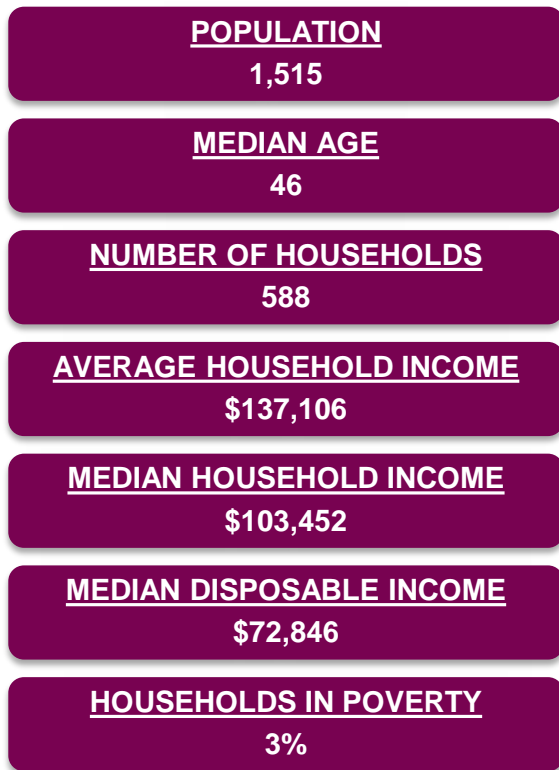 POPULATION
1,515
MEDIAN AGE
46
NUMBER OF HOUSEHOLDS
588
AVERAGE HOUSEHOLD INCOME
$137,106
MEDIAN HOUSEHOLD INCOME
$103,452
MEDIAN DISPOSABLE INCOME
$72,846
HOUSEHOLDS IN POVERTY
3%